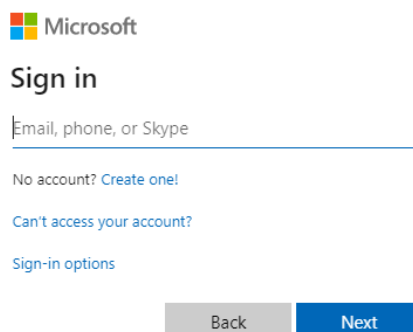 Microsoft
Sign in
Email, phone, or Skype
No account? Create one!
Can't access your account?
Sign-in options
Back Next